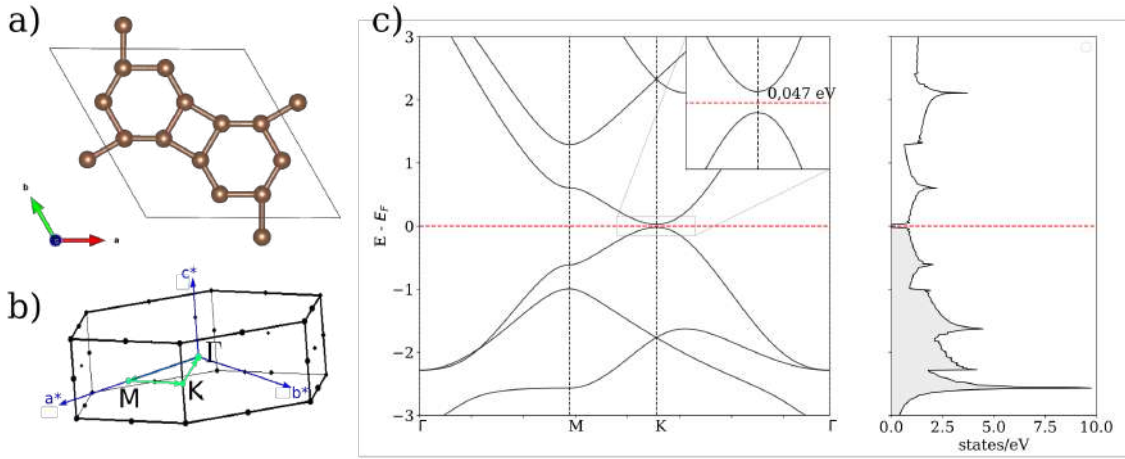 a)
b
a
b)
c*
Γ
M
K
a*
b*
c)
3
2
1
0
−1
−2
−3
E - E_F
0,047 eV
Γ
M
K
Γ
0.0
2.5
5.0
7.5
10.0
states/eV